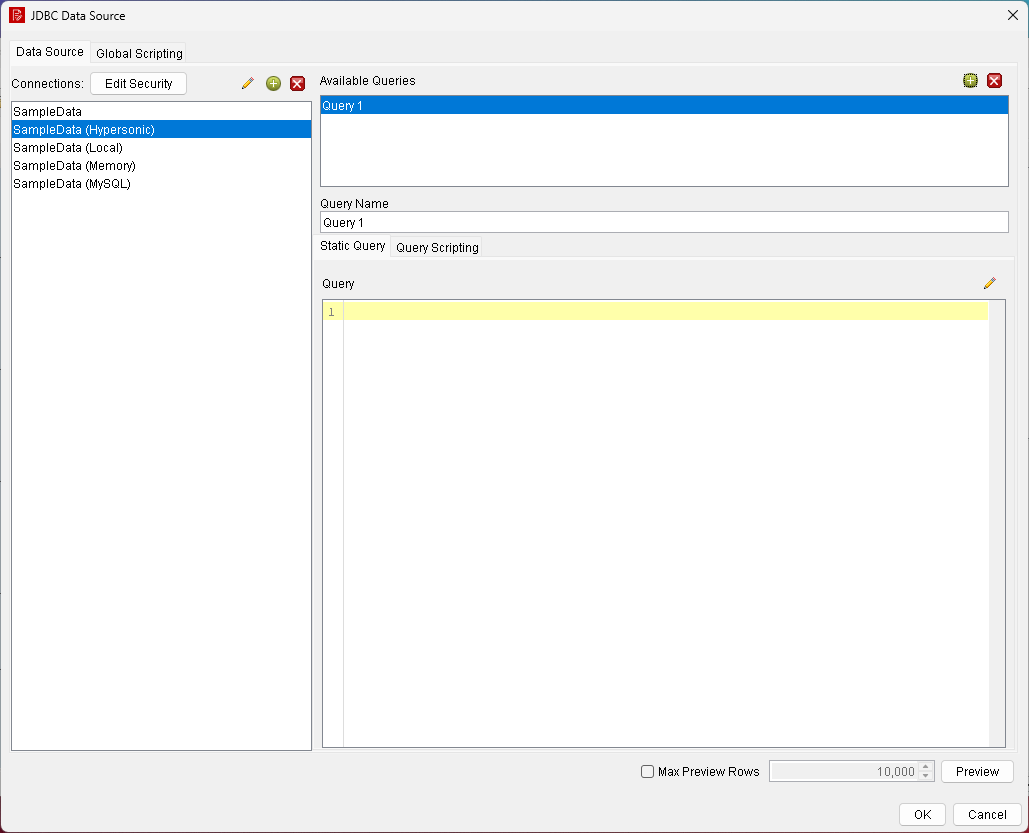 JDBC Data Source
Data Source
Global Scripting
Connections:
Edit Security
SampleData
SampleData (Hypersonic)
SampleData (Local)
SampleData (Memory)
SampleData (MySQL)
Available Queries
Query 1
Query Name
Query 1
Static Query
Query Scripting
Query
1
Max Preview Rows
10,000
Preview
OK
Cancel